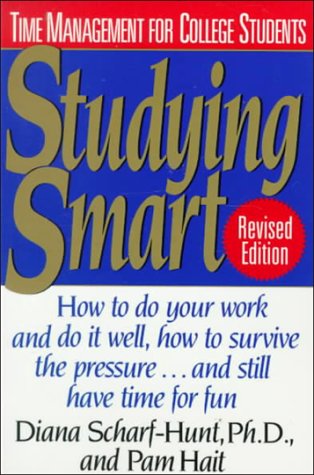 TIME MANAGEMENT FOR COLLEGE STUDENTS
Studying
Smart
Revised
Edition
How to do your work
and do it well, how to survive
the pressure...and still
have time for fun
Diana Scharf-Hunt, Ph.D.,
and Pam Hait